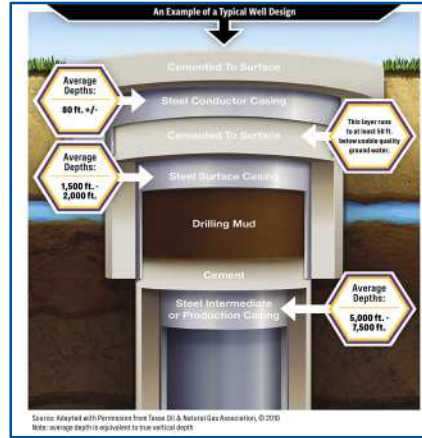 An Example of a Typical Well Design
Cemented To Surface
Average
Depths:
80 ft. +/-
Steel Conductor Casing
Cemented To Surface
This layer runs
to at least 50 ft.
below usable quality
ground water.
Average
Depths:
1,500 ft. -
2,000 ft.
Steel Surface Casing
Drilling Mud
Cement
Steel Intermediate
or Production Casing
Average
Depths:
5,000 ft. -
7,500 ft.
Source: Adapted with Permission from Texas Oil & Natural Gas Association, © 2010
Note: average depth is equivalent to true vertical depth